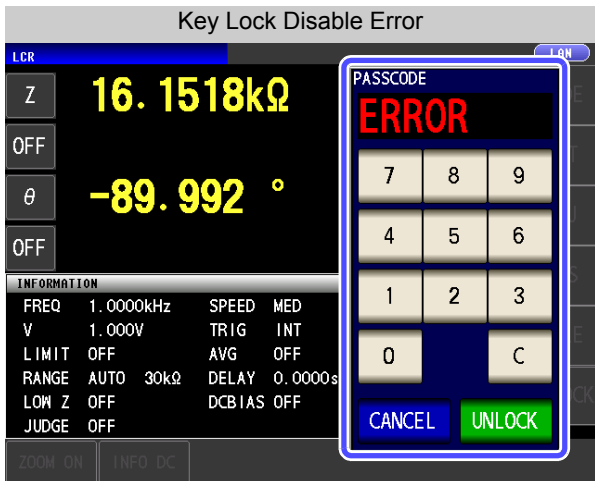 Key Lock Disable Error
LCR
LAN
Z 16.1518kΩ
OFF
θ -89.992 °
OFF
INFORMATION
FREQ 1.0000kHz SPEED MED
V 1.000V TRIG INT
LIMIT OFF AVG OFF
RANGE AUTO 30kΩ DELAY 0.0000s
LOW Z OFF DCBIAS OFF
JUDGE OFF
ZOOM ON INFO DC
PASSCODE
ERROR
7 8 9
4 5 6
1 2 3
0 C
CANCEL UNLOCK